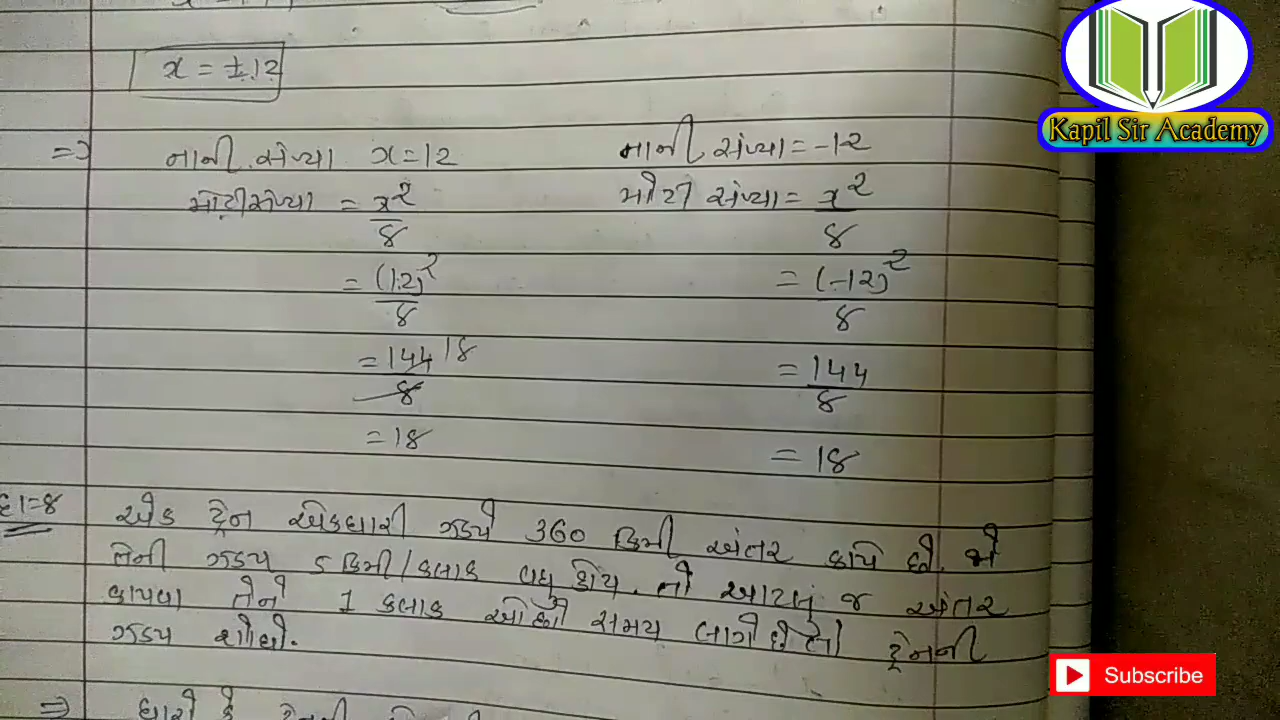 x = ±12
=> નાની સંખ્યા x = 12
મોટી સંખ્યા = x²/8
= (12)²/8
= 144/8 18
= 18
નાની સંખ્યા = -12
મોટી સંખ્યા = x²/8
= (-12)²/8
= 144/8
= 18
દા=8 એક ટ્રેન એકધારી ઝડપે 360 કિમી અંતર કાપે છે. જો
તેની ઝડપ 5 કિમી/કલાક વધુ હોય. તો આટલું જ અંતર
કાપવા તેને 1 કલાક ઓછો સમય લાગે છે તો ટ્રેનની
ઝડપ શોધો.
=> ધારો કે ટ્રેનની
Kapil Sir Academy
Subscribe